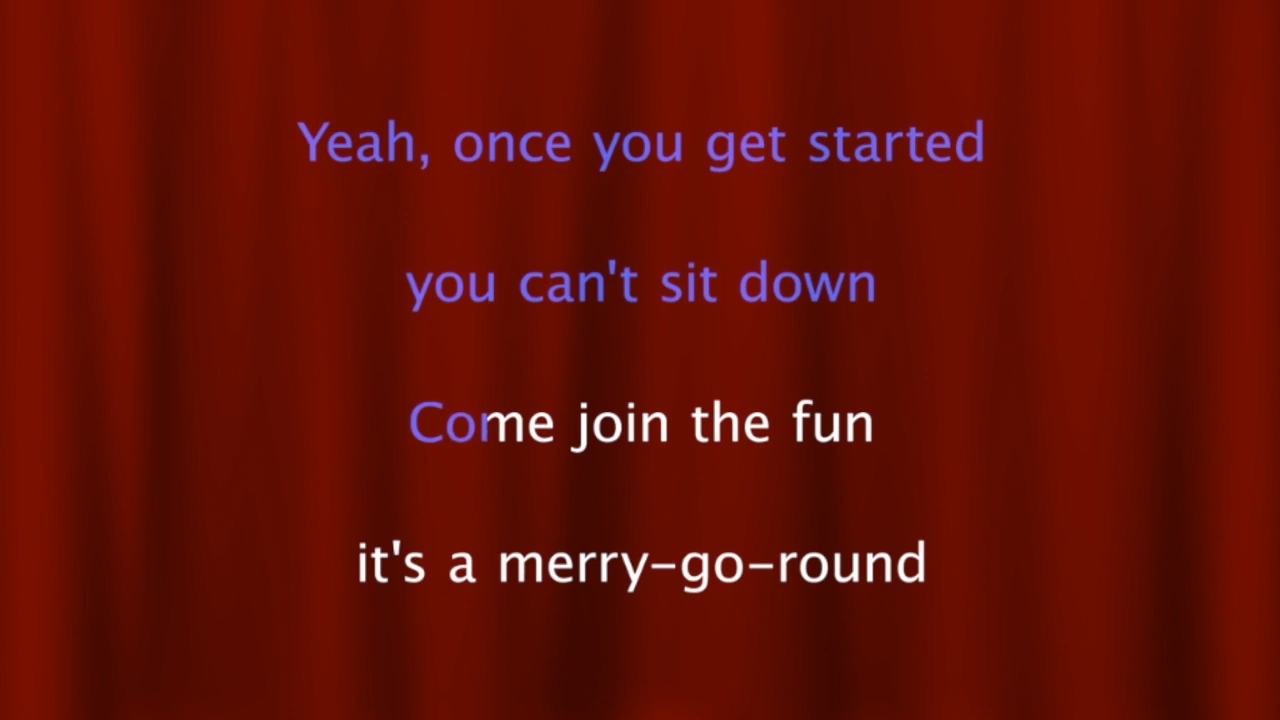 Yeah, once you get started
you can't sit down
Come join the fun
it's a merry-go-round